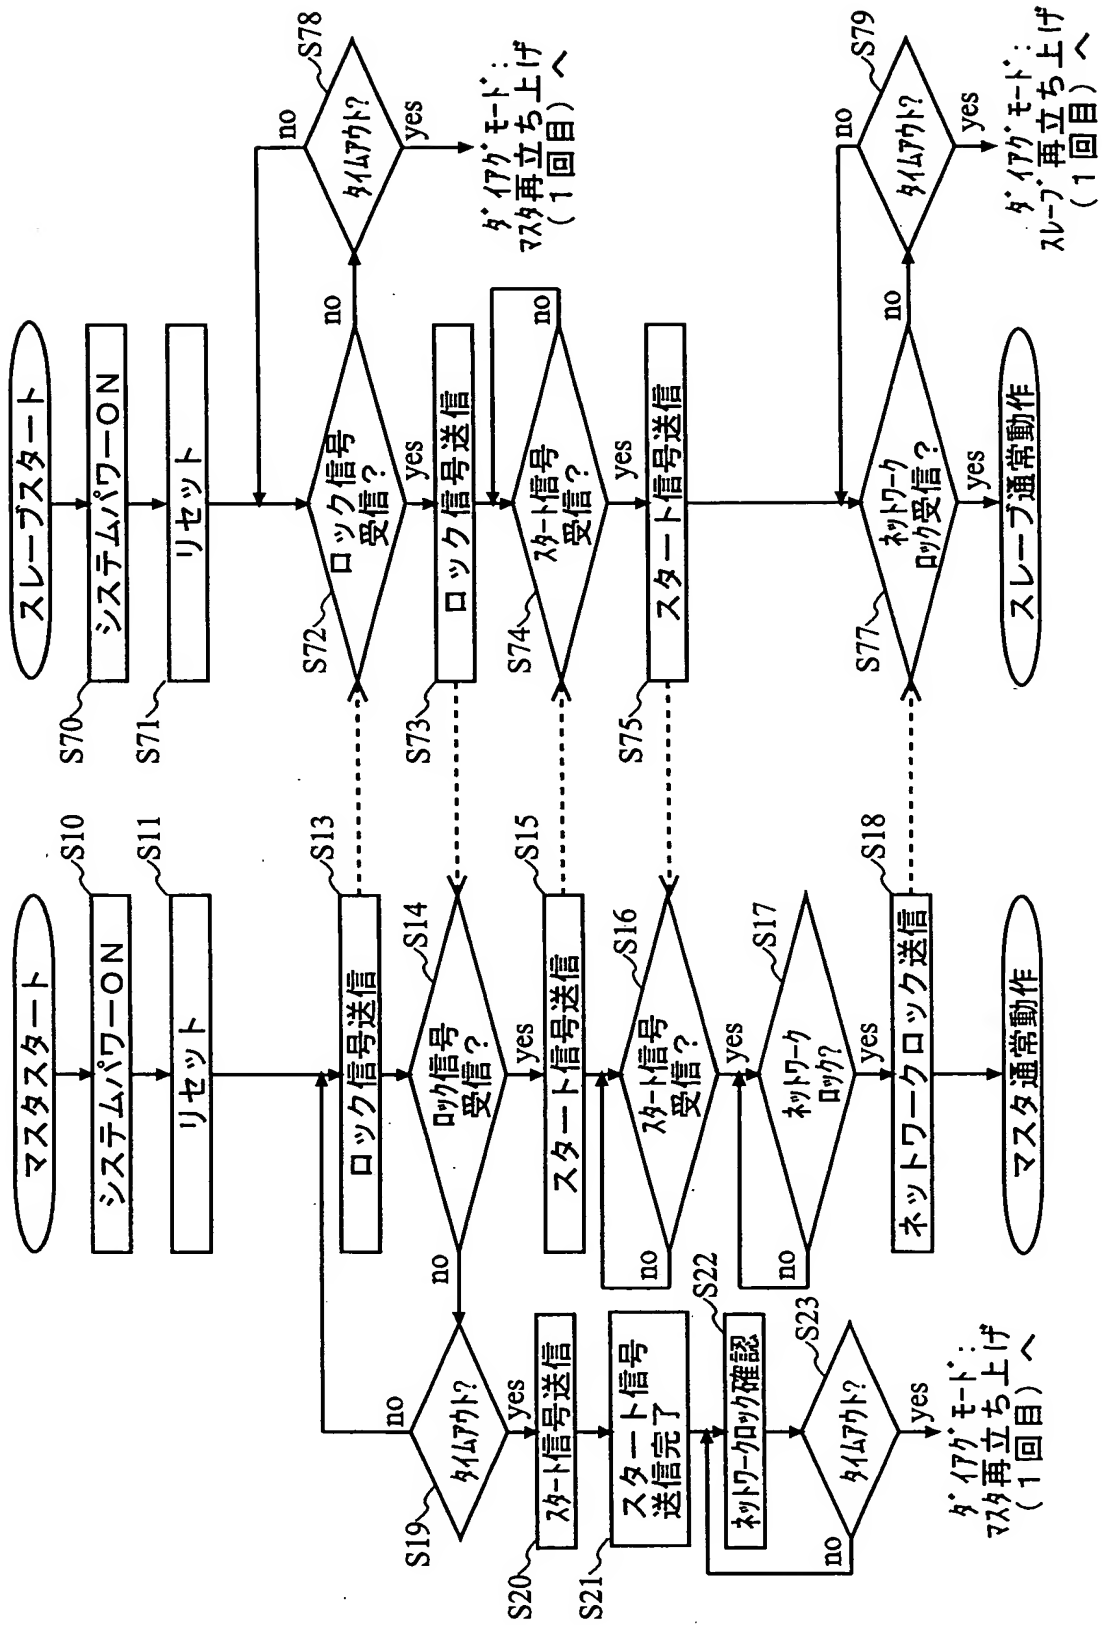 マスタスタート
S10
システムパワーON
S11
リセット
S13
ロック信号送信
S14
ロック信号
受信?
no
yes
S15
スタート信号送信
S16
スタート信号
受信?
no
yes
S17
ネットワーク
ロック?
no
yes
S18
ネットワークロック送信
マスタ通常動作
S19
タイムアウト?
no
yes
S20
スタート信号送信
S21
スタート信号
送信完了
S22
ネットワークロック確認
S23
タイムアウト?
no
yes
ダイアグモード:
マスタ再立ち上げ
(1回目)へ
スレーブスタート
S70
システムパワーON
S71
リセット
S72
ロック信号
受信?
no
yes
S78
タイムアウト?
no
yes
ダイアグモード:
マスタ再立ち上げ
(1回目)へ
S73
ロック信号送信
S74
スタート信号
受信?
no
yes
S75
スタート信号送信
S77
ネットワーク
ロック受信?
no
yes
S79
タイムアウト?
no
yes
ダイアグモード:
スレーブ再立ち上げ
(1回目)へ
スレーブ通常動作